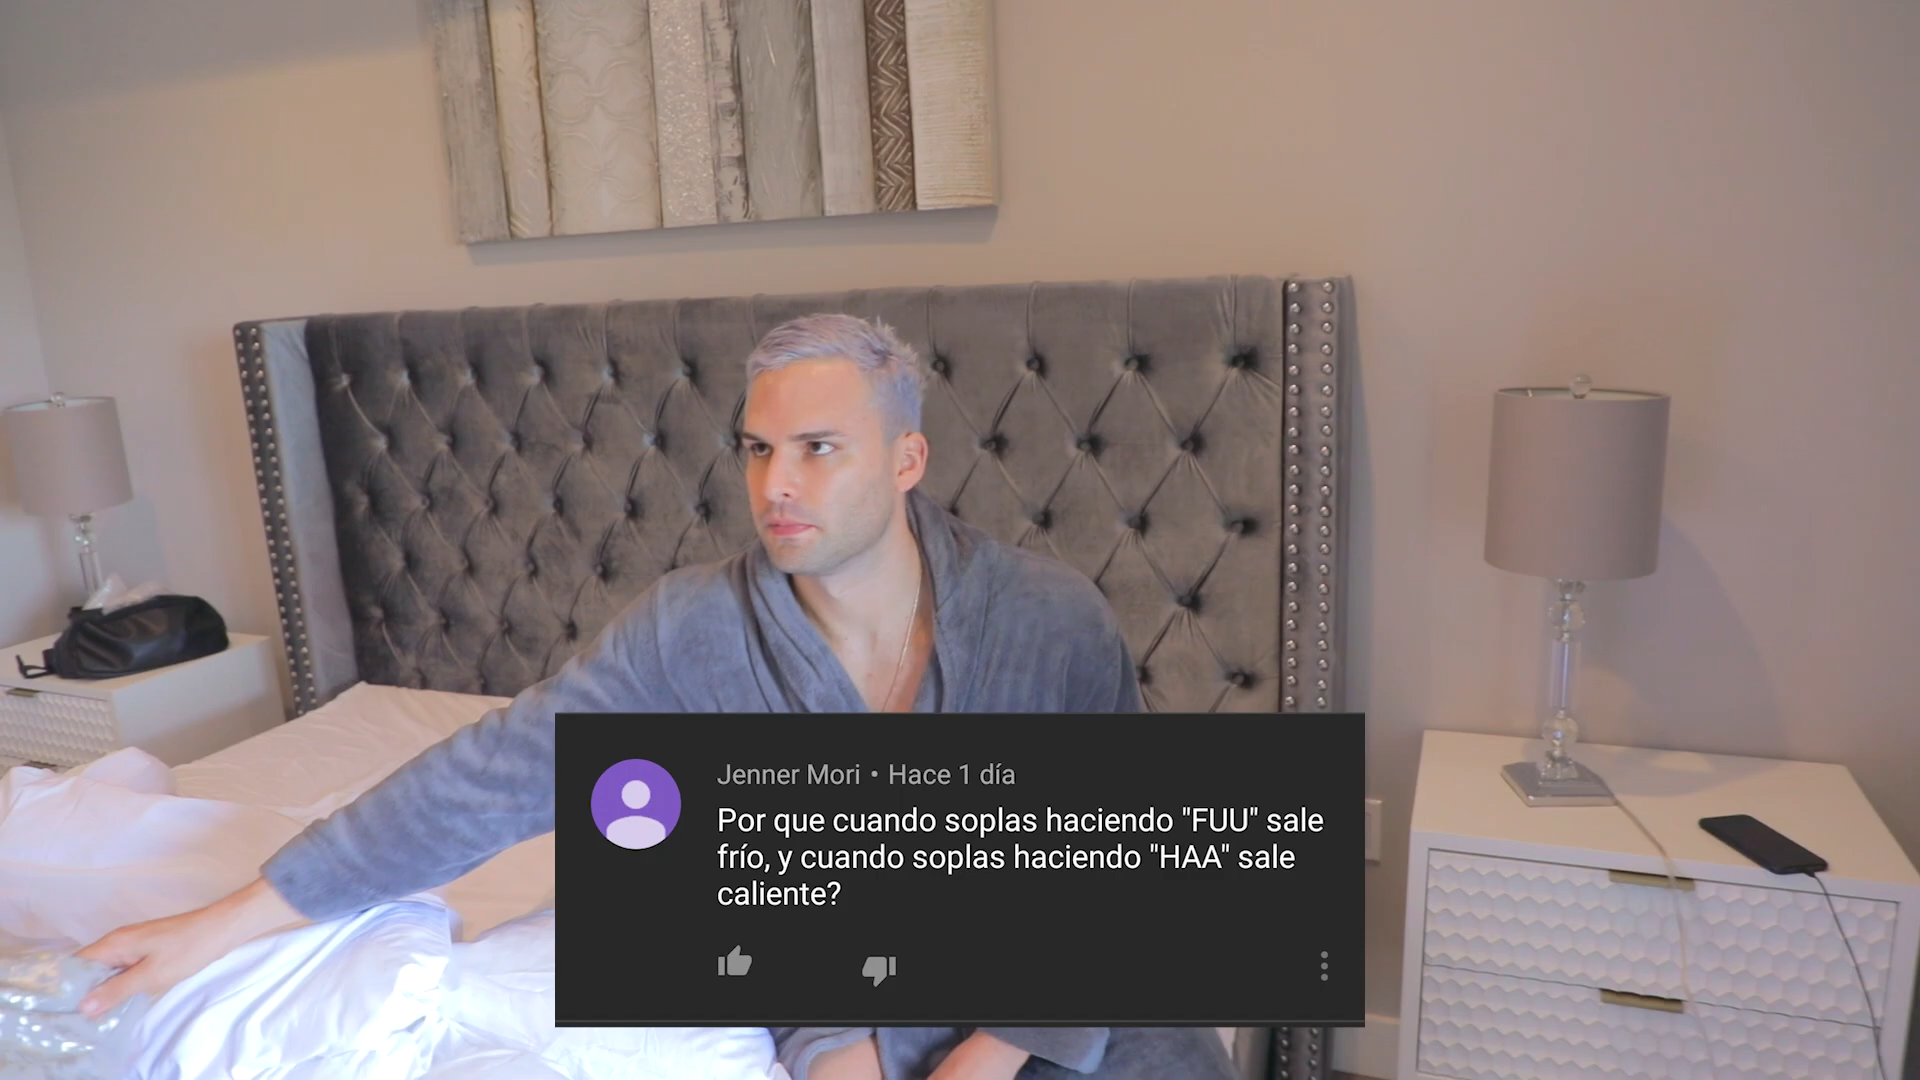 Jenner Mori • Hace 1 día
Por que cuando soplas haciendo "FUU" sale
frío, y cuando soplas haciendo "HAA" sale
caliente?